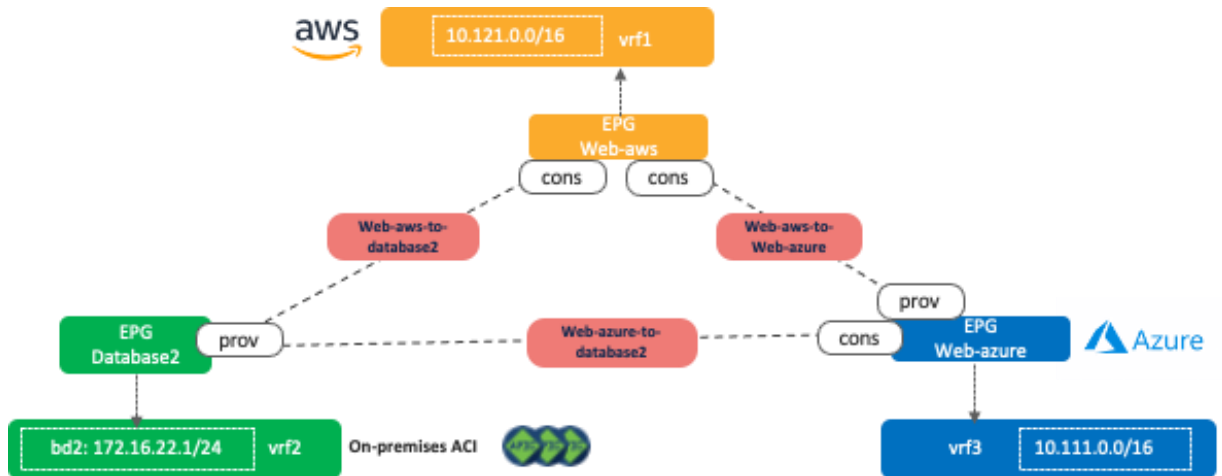 aws
10.121.0.0/16 vrf1
EPG
Web-aws
cons cons
Web-aws-to-
database2
Web-aws-to-
Web-azure
prov
EPG
Database2
prov
Web-azure-to-
database2
cons
EPG
Web-azure
Azure
bd2: 172.16.22.1/24 vrf2
On-premises ACI
vrf3 10.111.0.0/16